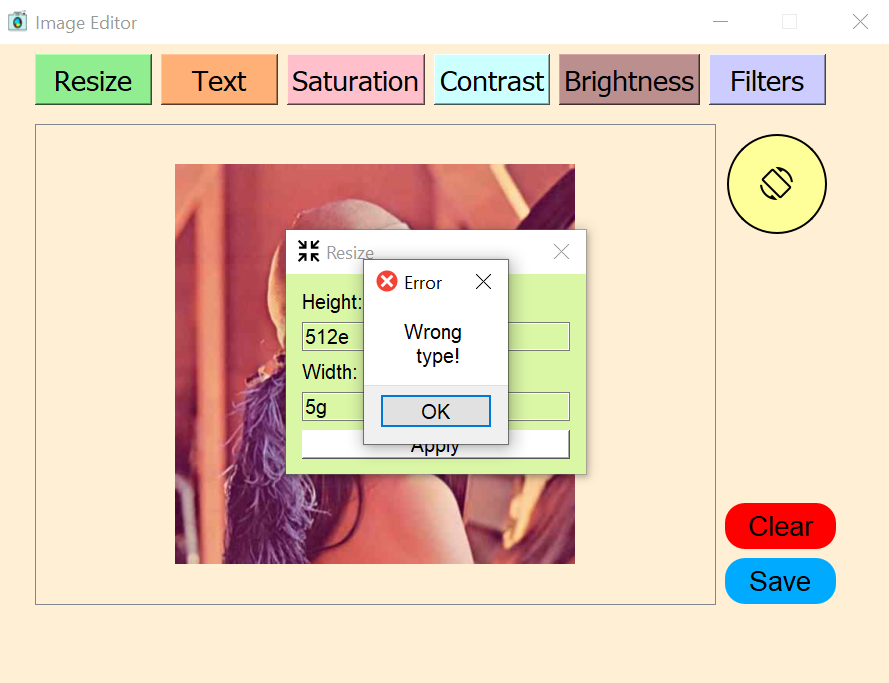 Image Editor
Resize Text Saturation Contrast Brightness Filters
Resize
Error
Height:
Wrong
type!
512e
Width:
5g
OK
Apply
Clear
Save